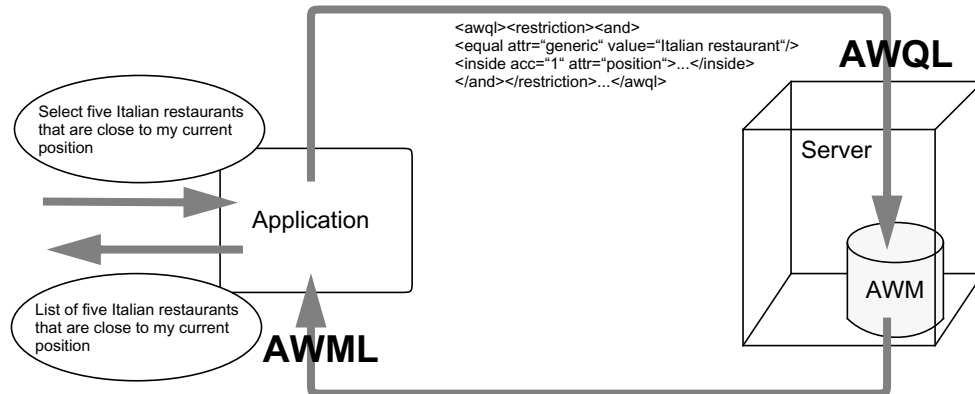 <awql><restriction><and>
<equal attr=“generic“ value=“Italian restaurant“/>
<inside acc=“1“ attr=“position“>...</inside>
</and></restriction>...</awql>
AWQL
Select five Italian restaurants
that are close to my current
position
Server
Application
AWM
List of five Italian restaurants
that are close to my current
position
AWML